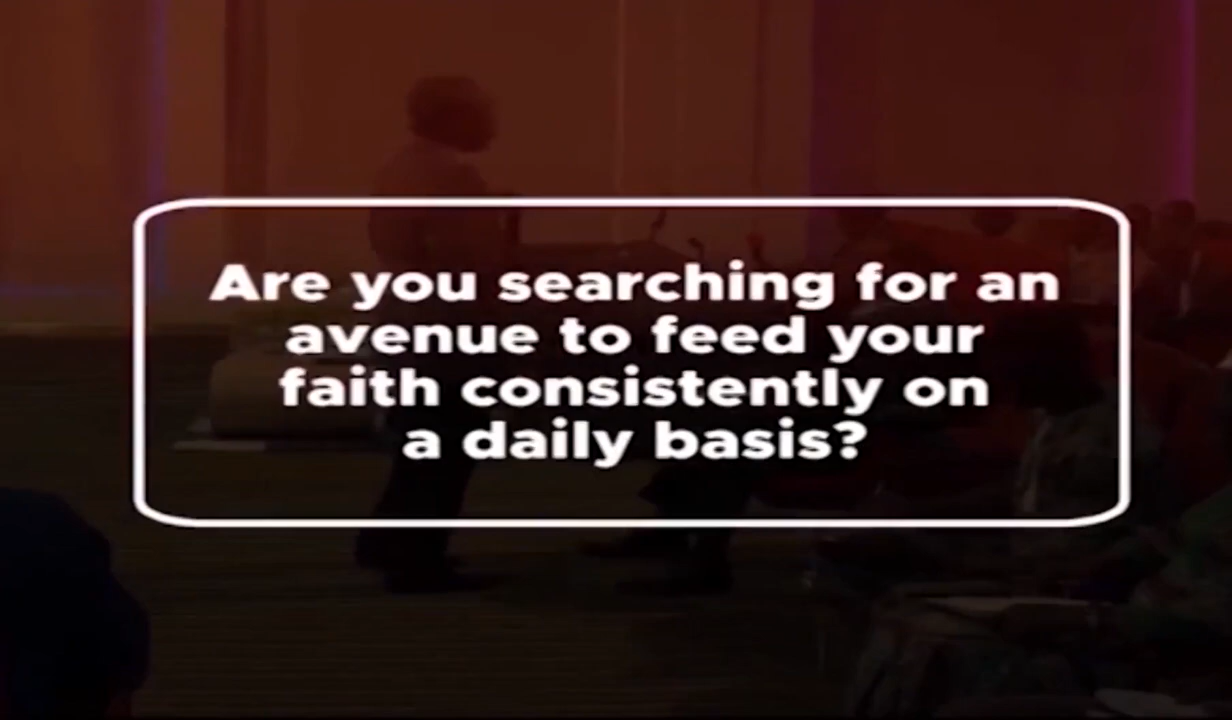 Are you searching for an
avenue to feed your
faith consistently on
a daily basis?